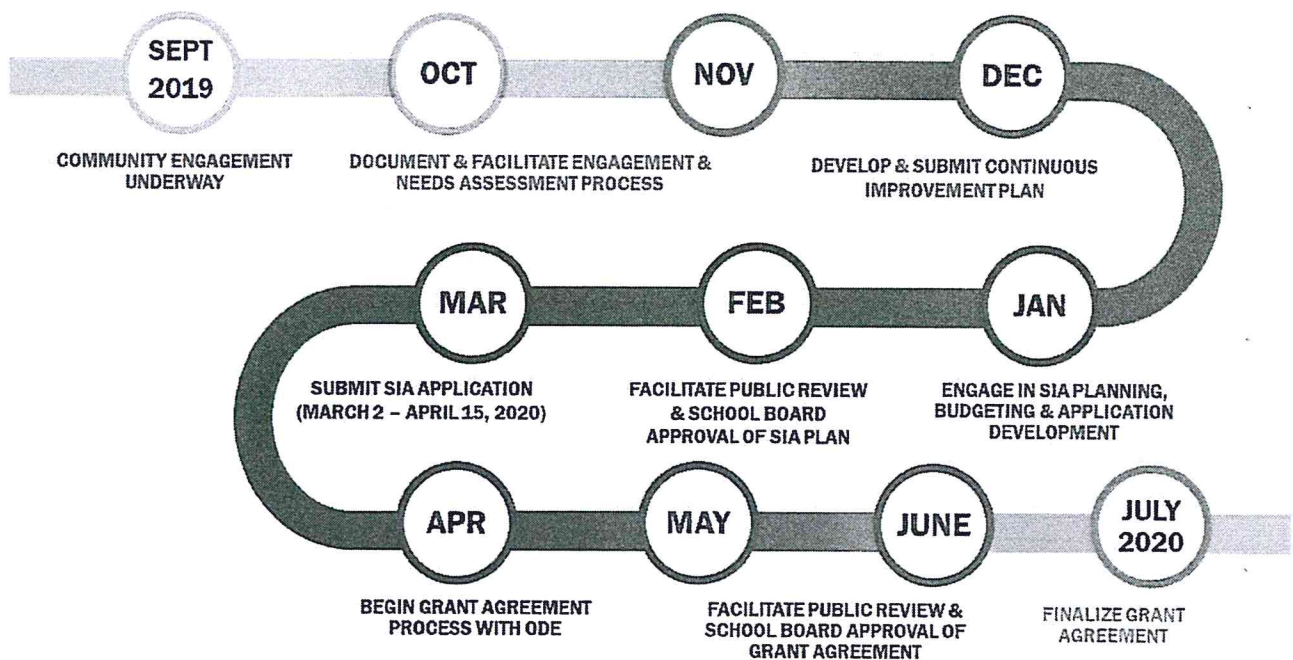 SEPT
2019
OCT
NOV
DEC
COMMUNITY ENGAGEMENT
UNDERWAY
DOCUMENT & FACILITATE ENGAGEMENT &
NEEDS ASSESSMENT PROCESS
DEVELOP & SUBMIT CONTINUOUS
IMPROVEMENT PLAN
JAN
FEB
MAR
ENGAGE IN SIA PLANNING,
BUDGETING & APPLICATION
DEVELOPMENT
FACILITATE PUBLIC REVIEW
& SCHOOL BOARD
APPROVAL OF SIA PLAN
SUBMIT SIA APPLICATION
(MARCH 2 – APRIL 15, 2020)
APR
MAY
JUNE
JULY
2020
BEGIN GRANT AGREEMENT
PROCESS WITH ODE
FACILITATE PUBLIC REVIEW &
SCHOOL BOARD APPROVAL OF
GRANT AGREEMENT
FINALIZE GRANT
AGREEMENT